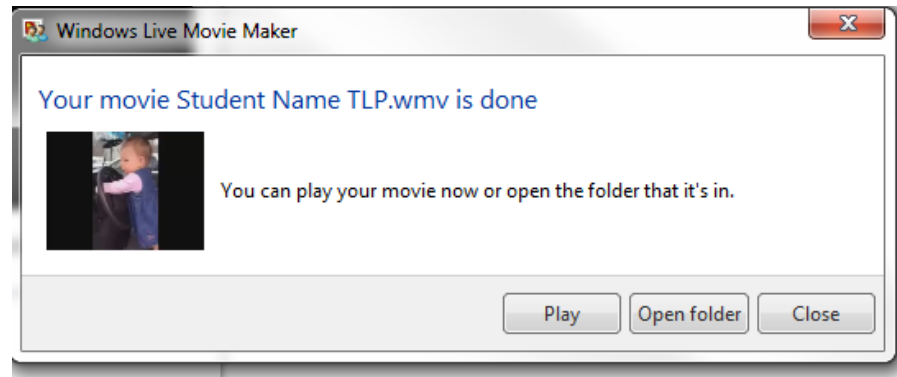 Windows Live Movie Maker
Your movie Student Name TLP.wmv is done
You can play your movie now or open the folder that it's in.
Play Open folder Close